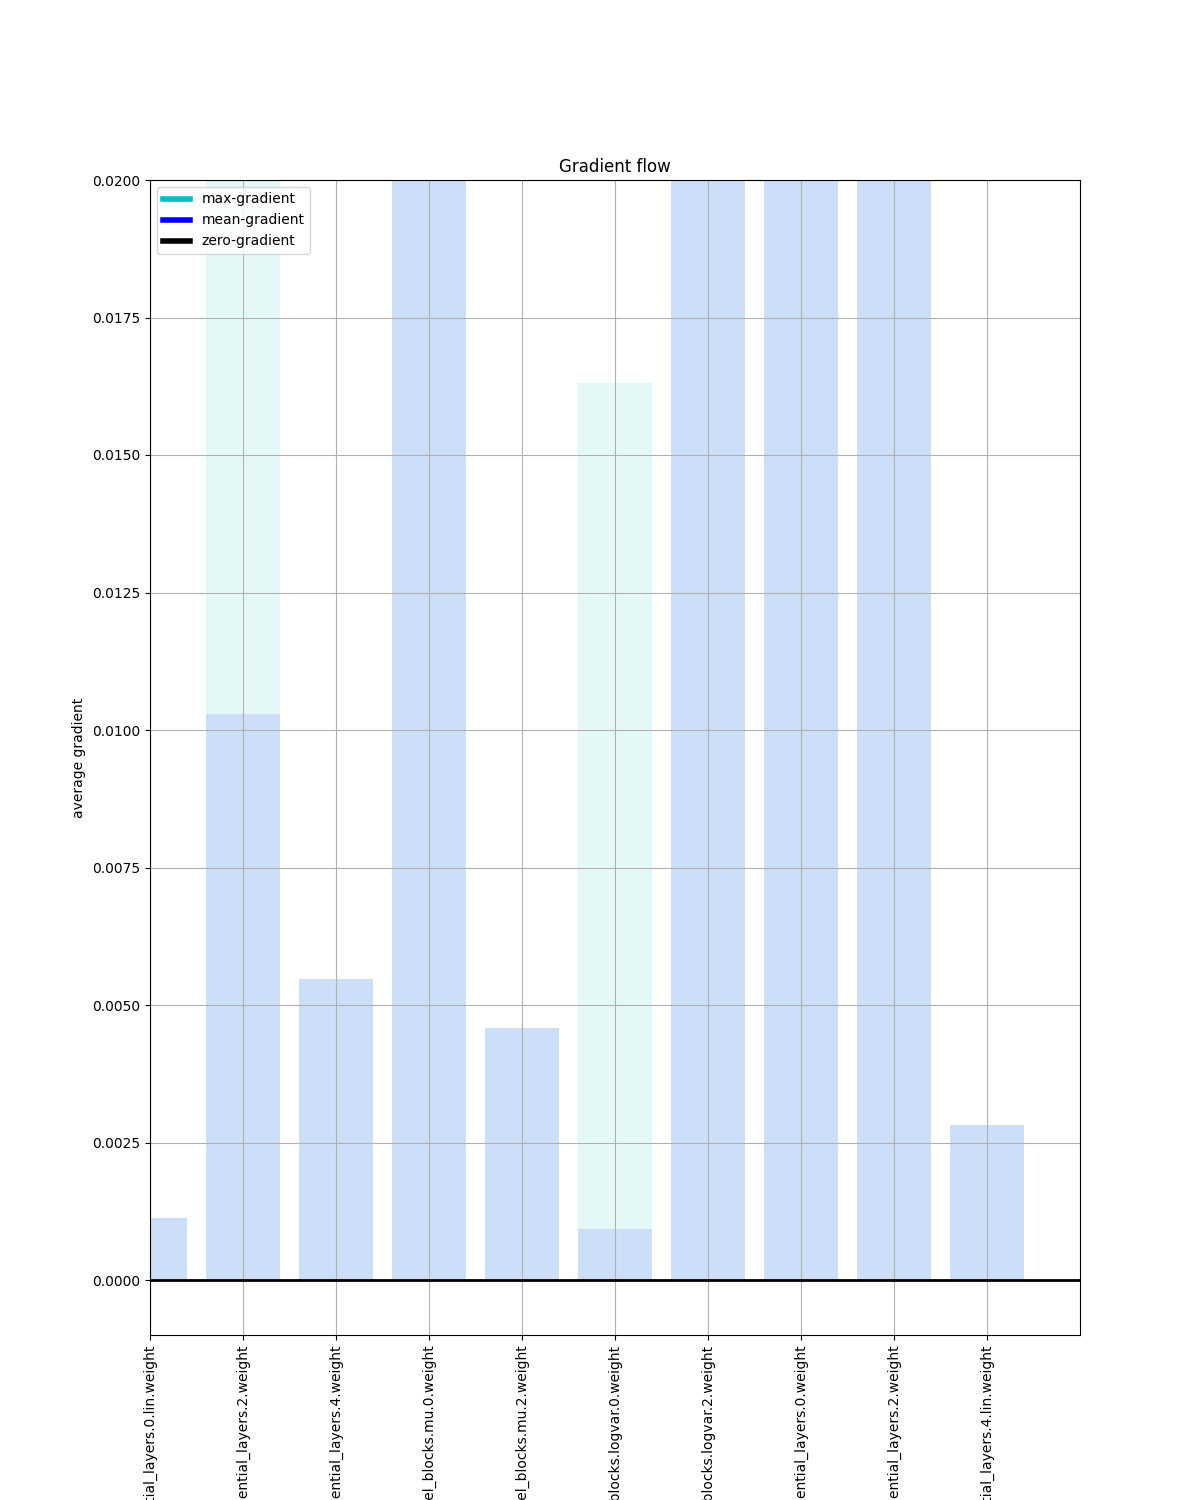 Gradient flow
max-gradient
mean-gradient
zero-gradient
0.0200
0.0175
0.0150
0.0125
0.0100
0.0075
0.0050
0.0025
0.0000
average gradient
tial_layers.0.lin.weight
ential_layers.2.weight
ential_layers.4.weight
el_blocks.mu.0.weight
el_blocks.mu.2.weight
blocks.logvar.0.weight
blocks.logvar.2.weight
ential_layers.0.weight
ential_layers.2.weight
tial_layers.4.lin.weight